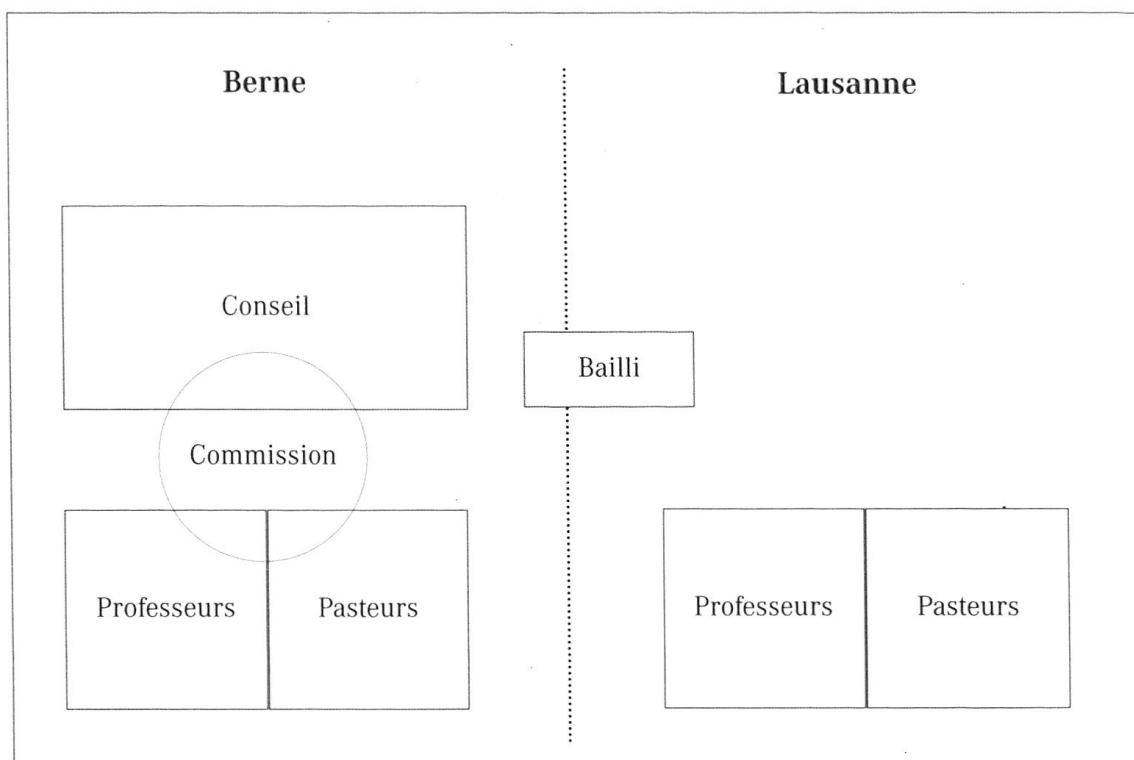 Berne
Lausanne
Conseil
Bailli
Commission
Professeurs
Pasteurs
Professeurs
Pasteurs